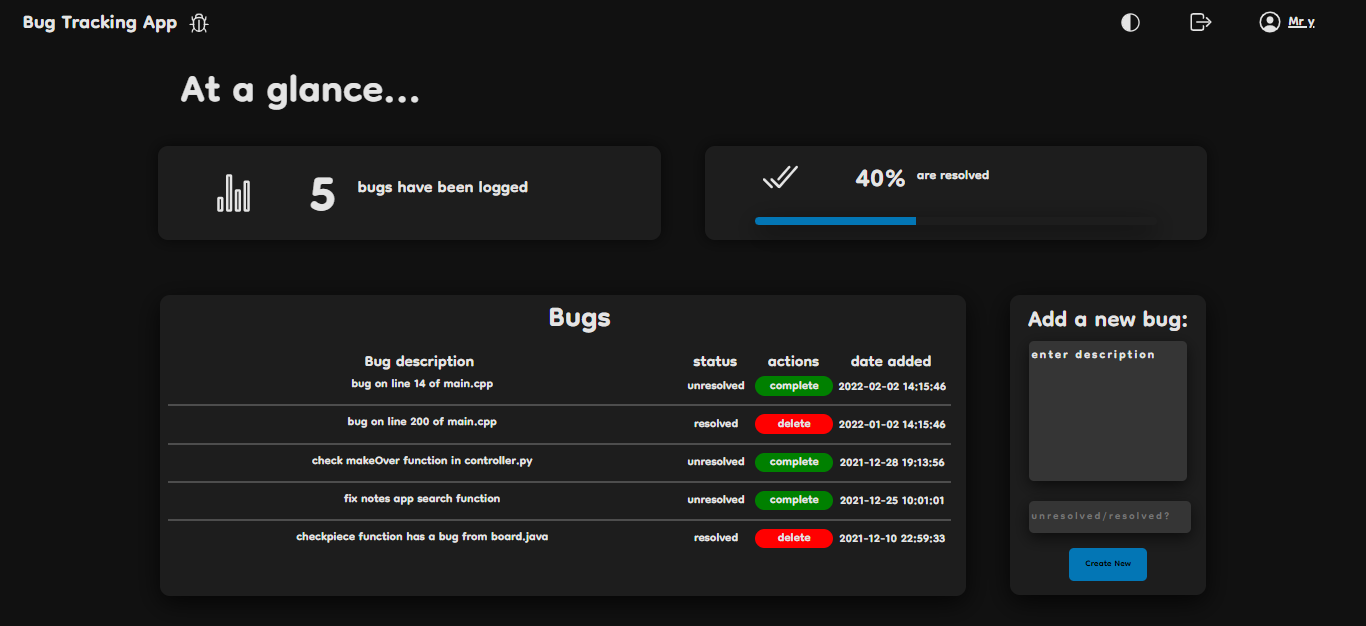 Bug Tracking App
Mr y
At a glance...
5 bugs have been logged
40% are resolved
Bugs
Bug description status actions date added
bug on line 14 of main.cpp unresolved complete 2022-02-02 14:15:46
bug on line 200 of main.cpp resolved delete 2022-01-02 14:15:46
check makeOver function in controller.py unresolved complete 2021-12-28 19:13:56
fix notes app search function unresolved complete 2021-12-25 10:01:01
checkpiece function has a bug from board.java resolved delete 2021-12-10 22:59:33
Add a new bug:
enter description
unresolved/resolved?
Create New